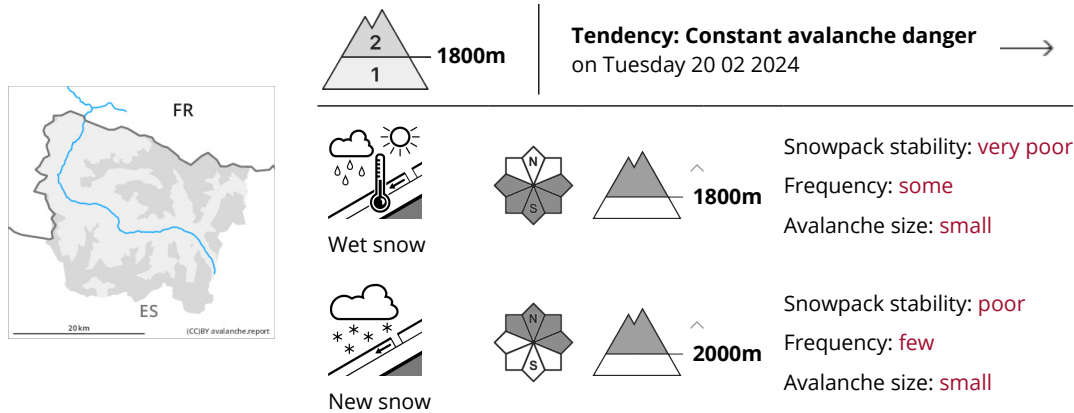 2
1
1800m
Tendency: Constant avalanche danger
on Tuesday 20 02 2024
FR
ES
20 km
(CC)BY avalanche.report
Wet snow
N
S
1800m
Snowpack stability: very poor
Frequency: some
Avalanche size: small
New snow
N
S
2000m
Snowpack stability: poor
Frequency: few
Avalanche size: small